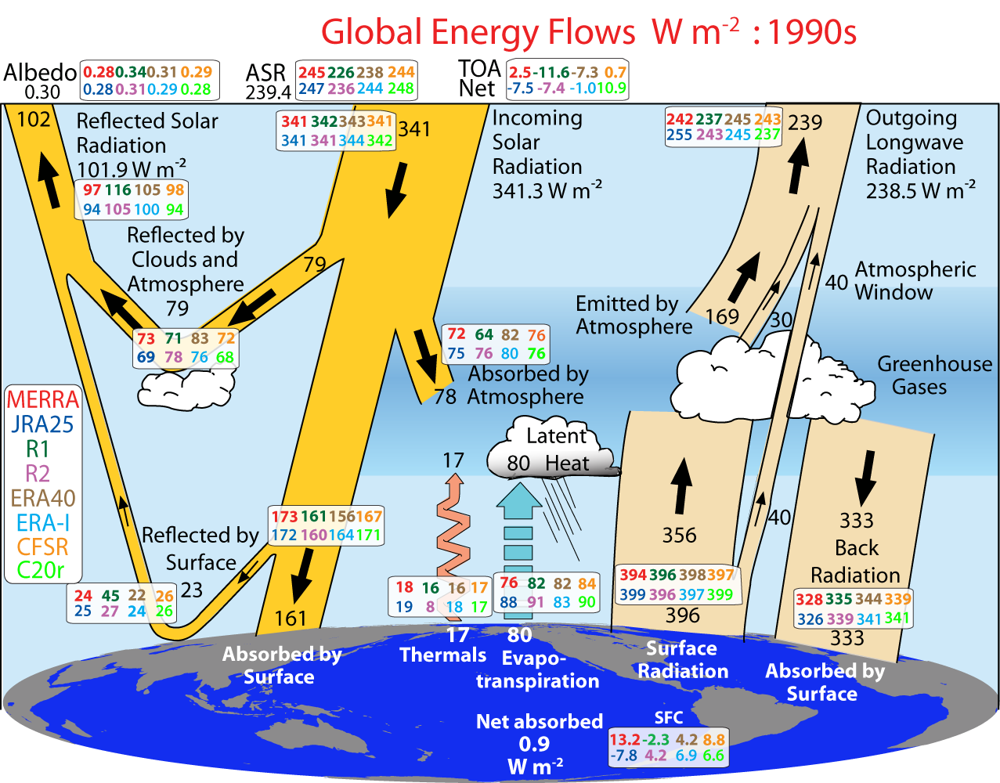 Global Energy Flows W m-2 : 1990s
Albedo
0.30
0.28 0.34 0.31 0.29
0.28 0.31 0.29 0.28
ASR
239.4
245 226 238 244
247 236 244 248
TOA
Net
2.5 -11.6 -7.3 0.7
-7.5 -7.4 -1.0 10.9
102
Reflected Solar
Radiation
101.9 W m-2
97 116 105 98
94 105 100 94
341 342 343 341
341 341 344 342
341
Incoming
Solar
Radiation
341.3 W m-2
242 237 245 243
255 243 245 237
239
Outgoing
Longwave
Radiation
238.5 W m-2
Reflected by
Clouds and
Atmosphere
79
79
73 71 83 72
69 78 76 68
72 64 82 76
75 76 80 76
Absorbed by
Atmosphere
78
Emitted by
Atmosphere
169
30
40
Atmospheric
Window
Greenhouse
Gases
MERRA
JRA25
R1
R2
ERA40
ERA-I
CFSR
C20r
Latent
Heat
80
17
356
40
333
Back
Radiation
328 335 344 339
326 339 341 341
333
173 161 156 167
172 160 164 171
Reflected by
Surface
23
24 45 22 26
25 27 24 26
161
18 16 16 17
19 8 18 17
76 82 82 84
88 91 83 90
394 396 398 397
399 396 397 399
396
Absorbed by
Surface
17
Thermals
80
Evapo-
transpiration
Surface
Radiation
Absorbed by
Surface
Net absorbed
0.9
W m-2
SFC
13.2 -2.3 4.2 8.8
-7.8 4.2 6.9 6.6